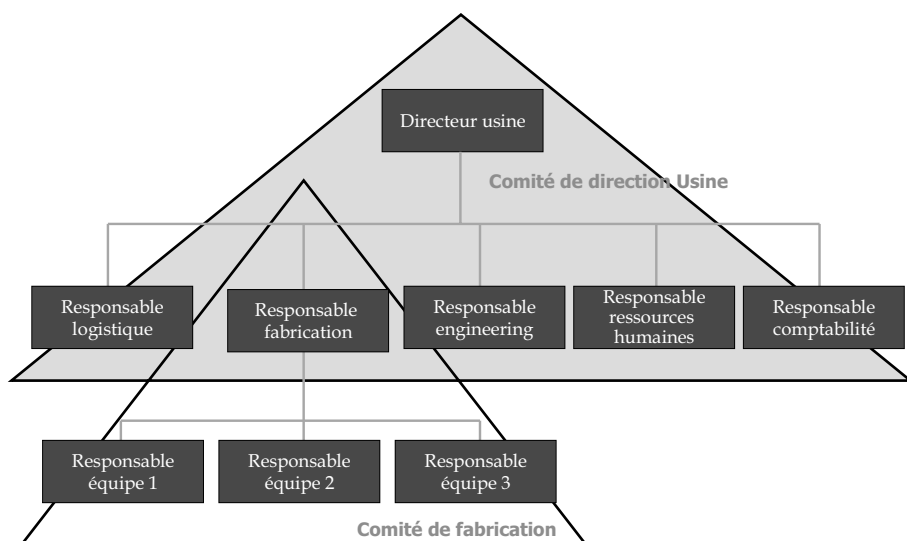 Directeur usine
Comité de direction Usine
Responsable
logistique
Responsable
fabrication
Responsable
engineering
Responsable
ressources
humaines
Responsable
comptabilité
Responsable
équipe 1
Responsable
équipe 2
Responsable
équipe 3
Comité de fabrication